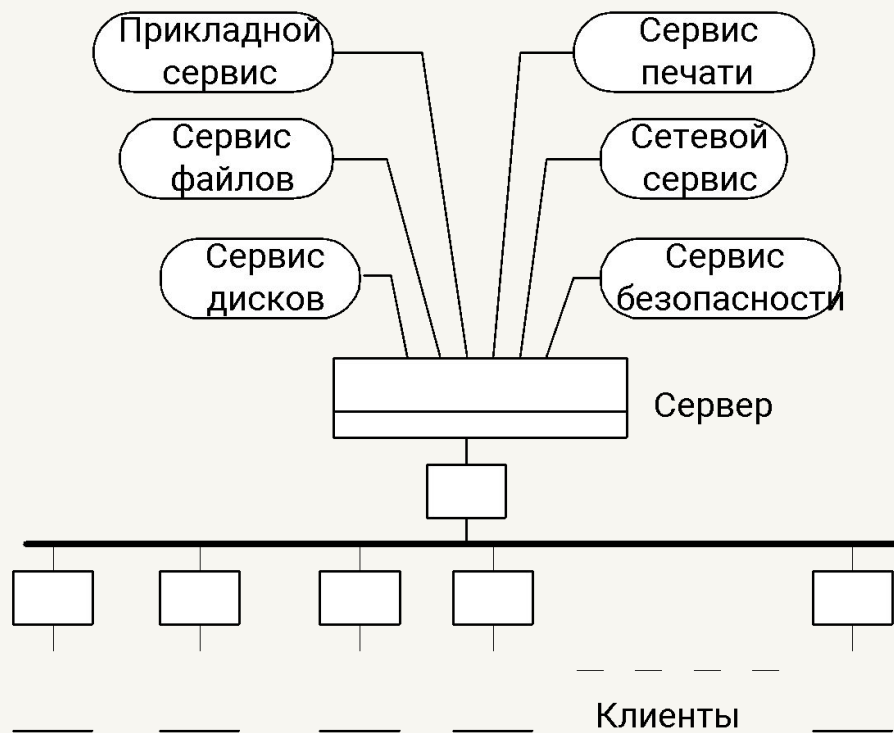 Прикладной
сервис
Сервис
печати
Сервис
файлов
Сетевой
сервис
Сервис
дисков
Сервис
безопасности
Сервер
Клиенты